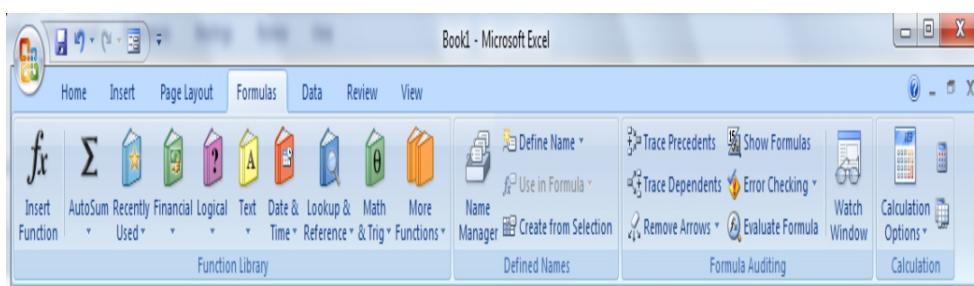 Book1 - Microsoft Excel
Home Insert Page Layout Formulas Data Review View
fx Insert Function
Σ AutoSum
Recently Used
Financial
? Logical
A Text
Date & Time
Lookup & Reference
θ Math & Trig
More Functions
Function Library
Name Manager
Define Name
Use in Formula
Create from Selection
Defined Names
Trace Precedents
Trace Dependents
Remove Arrows
Show Formulas
Error Checking
Evaluate Formula
Watch Window
Formula Auditing
Calculation Options
Calculation